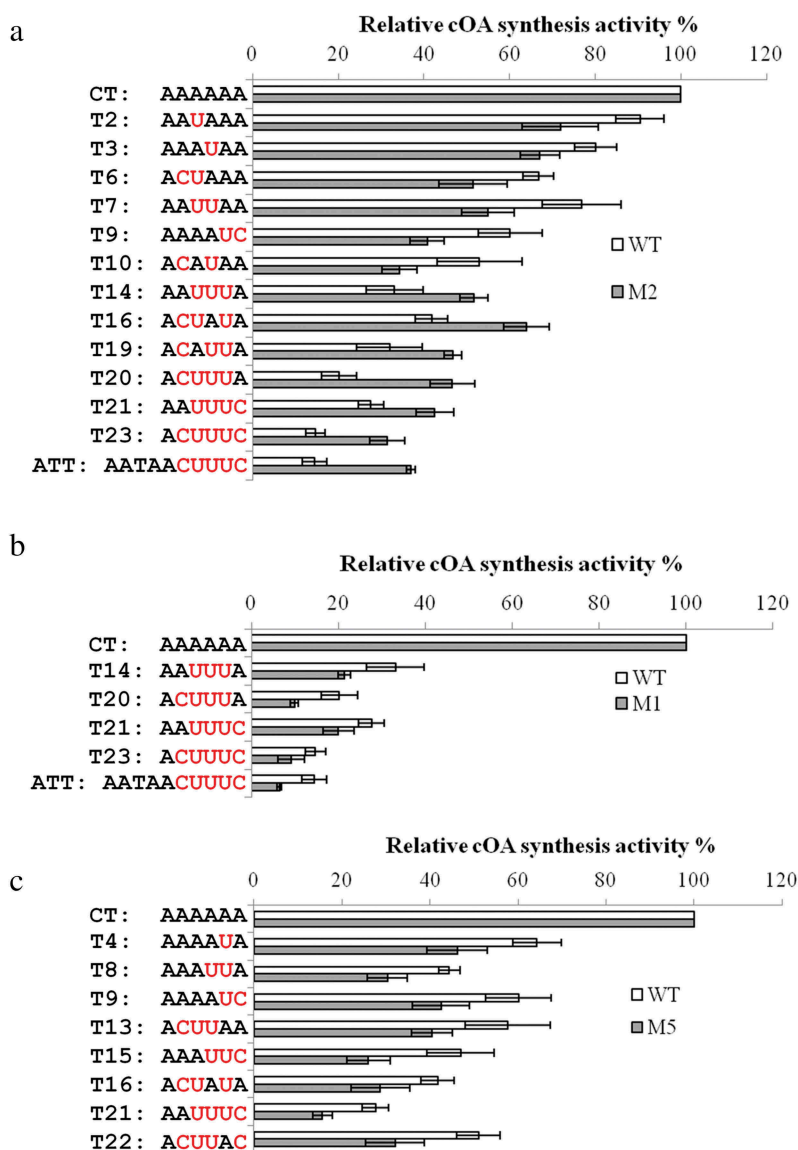 a
Relative cOA synthesis activity %
0 20 40 60 80 100 120
CT: AAAAAA
T2: AAUAAA
T3: AAAUAA
T6: ACUAAA
T7: AAUUAA
T9: AAAAUC
T10: ACAUAA
T14: AAUUUA
T16: ACUAUA
T19: ACAUUA
T20: ACUUUA
T21: AAUUUC
T23: ACUUUC
ATT: AATAACUUUC
WT
M2
b
Relative cOA synthesis activity %
0 20 40 60 80 100 120
CT: AAAAAA
T14: AAUUUA
T20: ACUUUA
T21: AAUUUC
T23: ACUUUC
ATT: AATAACUUUC
WT
M1
c
Relative cOA synthesis activity %
0 20 40 60 80 100 120
CT: AAAAAA
T4: AAAAUA
T8: AAAUUA
T9: AAAAUC
T13: ACUUAA
T15: AAAUUC
T16: ACUAUA
T21: AAUUUC
T22: ACUUAC
WT
M5